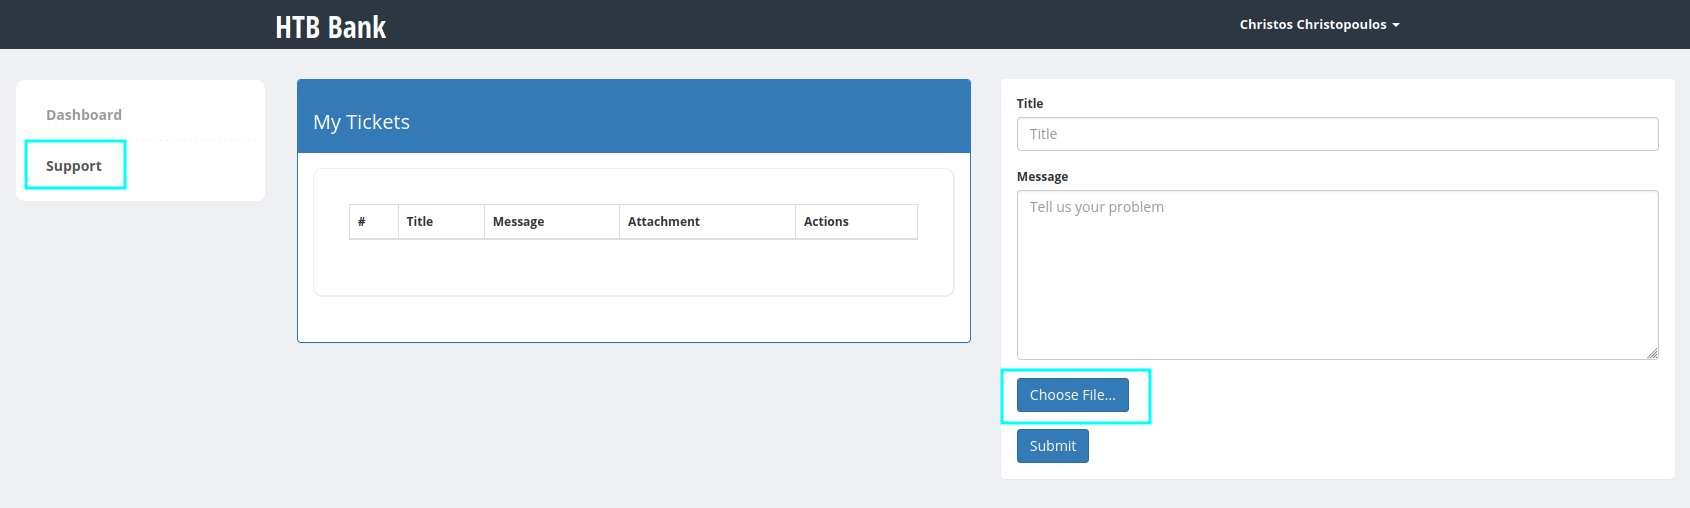 HTB Bank
Christos Christopoulos
Dashboard
Support
My Tickets
# Title Message Attachment Actions
Title
Title
Message
Tell us your problem
Choose File...
Submit